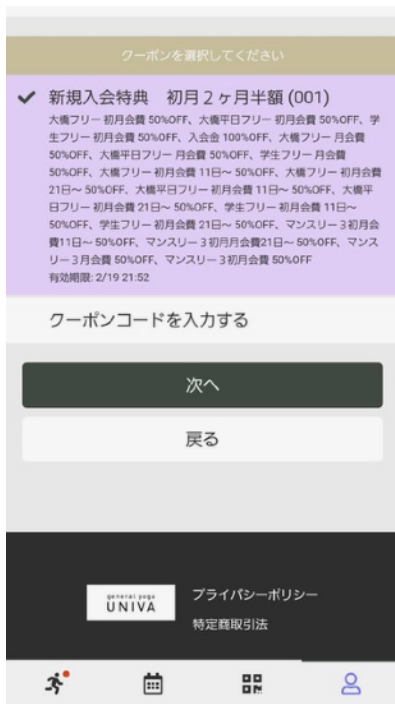 クーポンを選択してください
新規入会特典　初月２ヶ月半額 (001)
大橋フリー 初月会費 50%OFF、大橋平日フリー 初月会費 50%OFF、学
生フリー 初月会費 50%OFF、入会金 100%OFF、大橋フリー 月会費
50%OFF、大橋平日フリー 月会費 50%OFF、学生フリー 月会費
50%OFF、大橋フリー 初月会費 11日〜 50%OFF、大橋フリー 初月会費
21日〜 50%OFF、大橋平日フリー 初月会費 11日〜 50%OFF、大橋平
日フリー 初月会費 21日〜 50%OFF、学生フリー 初月会費 11日〜
50%OFF、学生フリー 初月会費 21日〜 50%OFF、マンスリー３初月会
費11日〜 50%OFF、マンスリー３初月月会費21日〜 50%OFF、マンス
リー３月会費 50%OFF、マンスリー３初月会費 50%OFF
有効期限: 2/19 21:52
クーポンコードを入力する
次へ
戻る
general yoga
UNIVA
プライバシーポリシー
特定商取引法